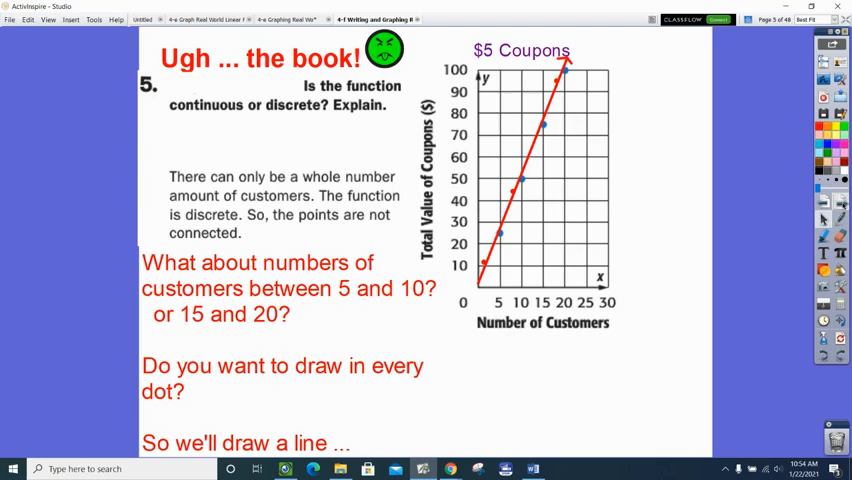 ActivInspire - Studio
File Edit View Insert Tools Help
Untitled
4-e Graph Real World Linear F
4-e Graphing Real Wo*
4-f Writing and Graphing R
CLASSFLOW
Connect
Page 5 of 48
Best Fit
Ugh ... the book!
5.
Is the function
continuous or discrete? Explain.
There can only be a whole number
amount of customers. The function
is discrete. So, the points are not
connected.
What about numbers of
customers between 5 and 10?
or 15 and 20?
Do you want to draw in every
dot?
So we'll draw a line ...
$5 Coupons
Total Value of Coupons ($)
100
90
80
70
60
50
40
30
20
10
y
x
0 5 10 15 20 25 30
Number of Customers
Type here to search
10:54 AM
1/22/2021